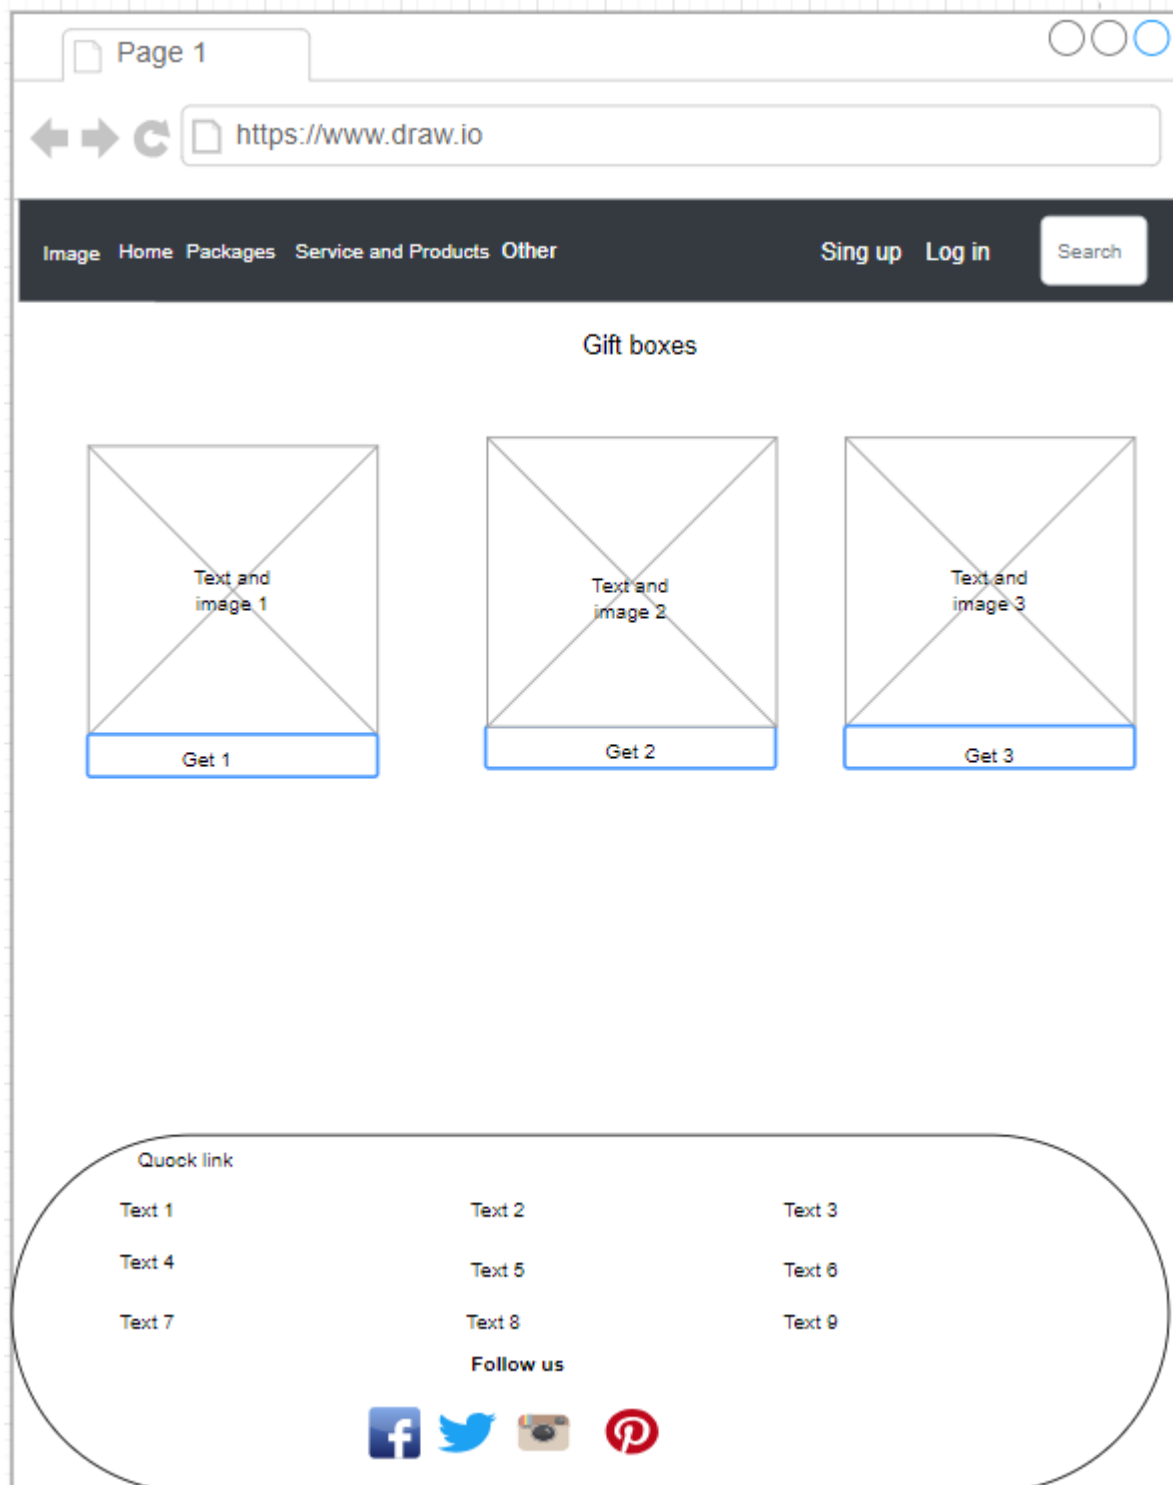 Page 1
https://www.draw.io
Image Home Packages Service and Products Other Sing up Log in Search
Gift boxes
Text and
image 1
Text and
image 2
Text and
image 3
Get 1
Get 2
Get 3
Quock link
Text 1 Text 2 Text 3
Text 4 Text 5 Text 6
Text 7 Text 8 Text 9
Follow us